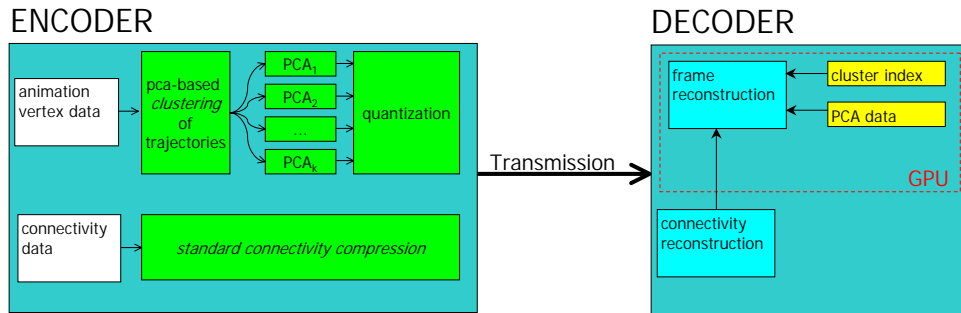 ENCODER
animation
vertex data
pca-based
clustering
of
trajectories
PCA1
PCA2
...
PCAk
quantization
connectivity
data
standard connectivity compression
Transmission
DECODER
frame
reconstruction
cluster index
PCA data
GPU
connectivity
reconstruction